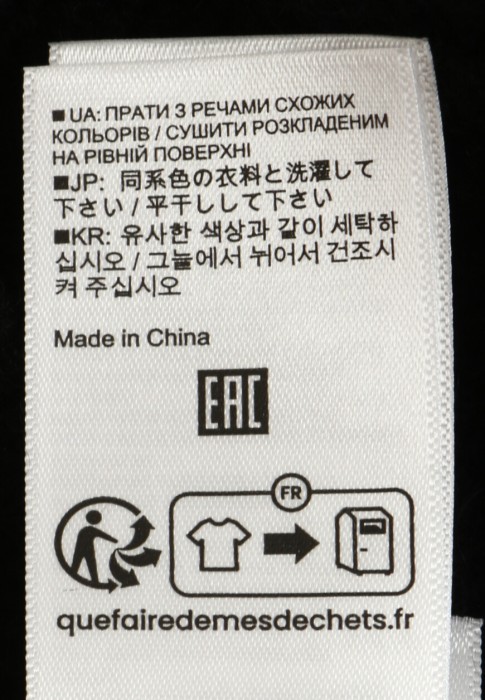 ■ UA: ПРАТИ З РЕЧАМИ СХОЖИХ
КОЛЬОРІВ / СУШИТИ РОЗКЛАДЕНИМ
НА РІВНІЙ ПОВЕРХНІ
■JP: 同系色の衣料と洗濯して
下さい / 平干しして下さい
■KR: 유사한 색상과 같이 세탁하
십시오 / 그늘에서 뉘어서 건조시
켜 주십시오
Made in China
EAC
FR
quefairedemesdechets.fr